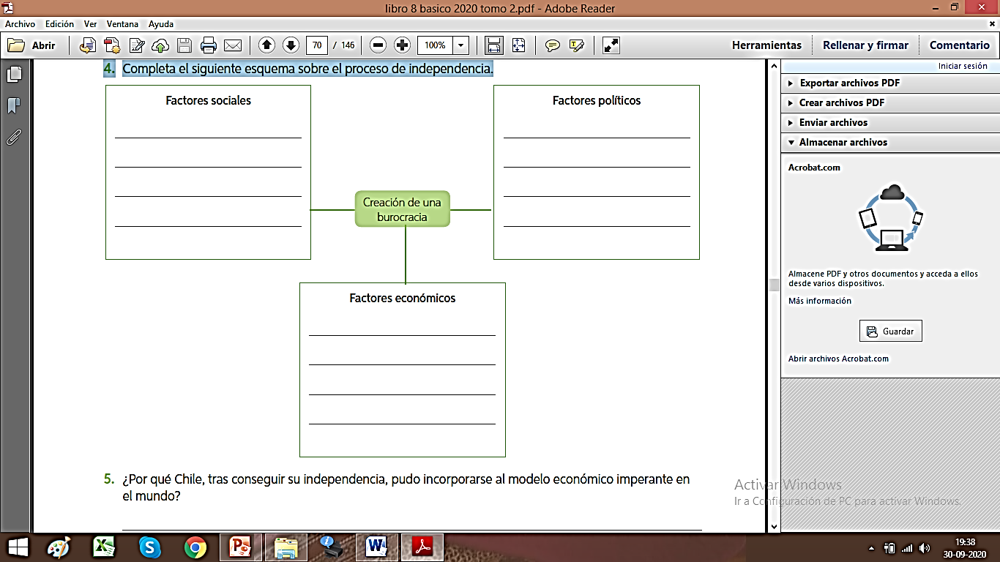 libro 8 basico 2020 tomo 2.pdf - Adobe Reader
Archivo Edición Ver Ventana Ayuda
Abrir 70 / 146 100% Herramientas Rellenar y firmar Comentario
4. Completa el siguiente esquema sobre el proceso de independencia.
Factores sociales
Factores políticos
Creación de una
burocracia
Factores económicos
5. ¿Por qué Chile, tras conseguir su independencia, pudo incorporarse al modelo económico imperante en
el mundo?
Iniciar sesión
Exportar archivos PDF
Crear archivos PDF
Enviar archivos
Almacenar archivos
Acrobat.com
Almacene PDF y otros documentos y acceda a ellos
desde varios dispositivos.
Más información
Guardar
Abrir archivos Acrobat.com
Activar Windows
Ir a Configuración de PC para activar Windows.
19:38
30-09-2020